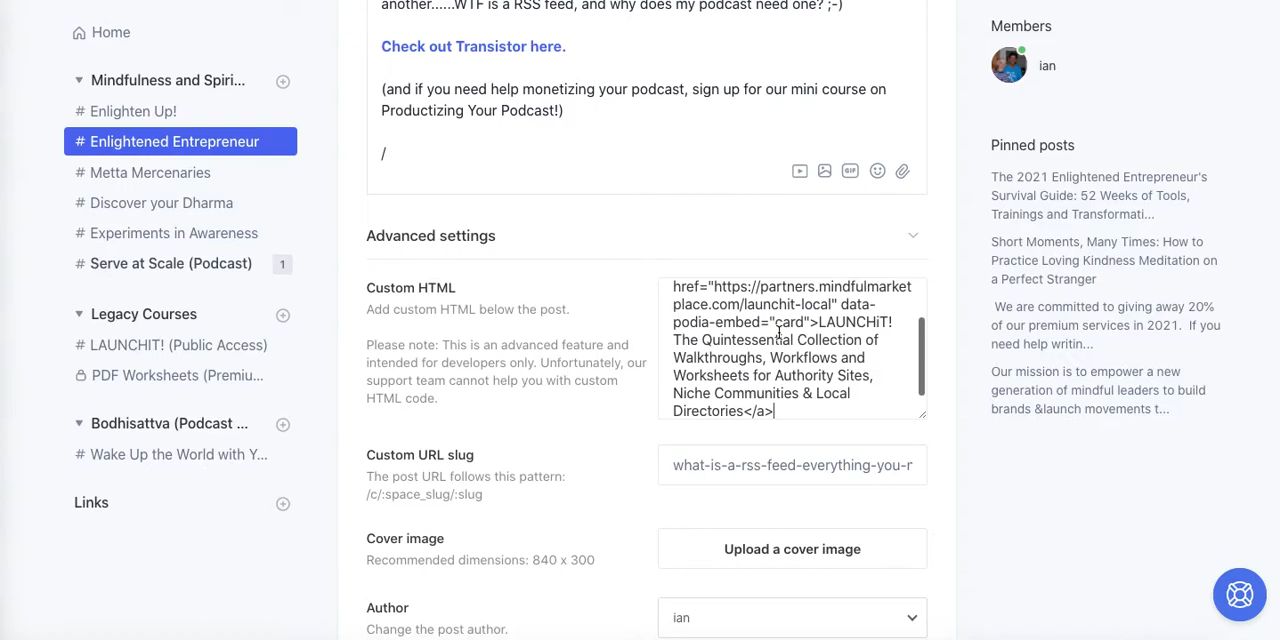 Home
Mindfulness and Spiri...
# Enlighten Up!
# Enlightened Entrepreneur
# Metta Mercenaries
# Discover your Dharma
# Experiments in Awareness
# Serve at Scale (Podcast) 1
Legacy Courses
# LAUNCHIT! (Public Access)
PDF Worksheets (Premiu...
Bodhisattva (Podcast ...
# Wake Up the World with Y...
Links
another......WTF is a RSS feed, and why does my podcast need one? ;-)
Check out Transistor here.
(and if you need help monetizing your podcast, sign up for our mini course on
Productizing Your Podcast!)
/
GIF
Advanced settings
Custom HTML
Add custom HTML below the post.
Please note: This is an advanced feature and
intended for developers only. Unfortunately, our
support team cannot help you with custom
HTML code.
href="https://partners.mindfulmarket
place.com/launchit-local" data-
podia-embed="card">LAUNCHiT!
The Quintessential Collection of
Walkthroughs, Workflows and
Worksheets for Authority Sites,
Niche Communities & Local
Directories</a>
Custom URL slug
The post URL follows this pattern:
/c/:space_slug/:slug
what-is-a-rss-feed-everything-you-r
Cover image
Recommended dimensions: 840 x 300
Upload a cover image
Author
Change the post author.
ian
Members
ian
Pinned posts
The 2021 Enlightened Entrepreneur's
Survival Guide: 52 Weeks of Tools,
Trainings and Transformati...
Short Moments, Many Times: How to
Practice Loving Kindness Meditation on
a Perfect Stranger
We are committed to giving away 20%
of our premium services in 2021. If you
need help writin...
Our mission is to empower a new
generation of mindful leaders to build
brands &launch movements t...